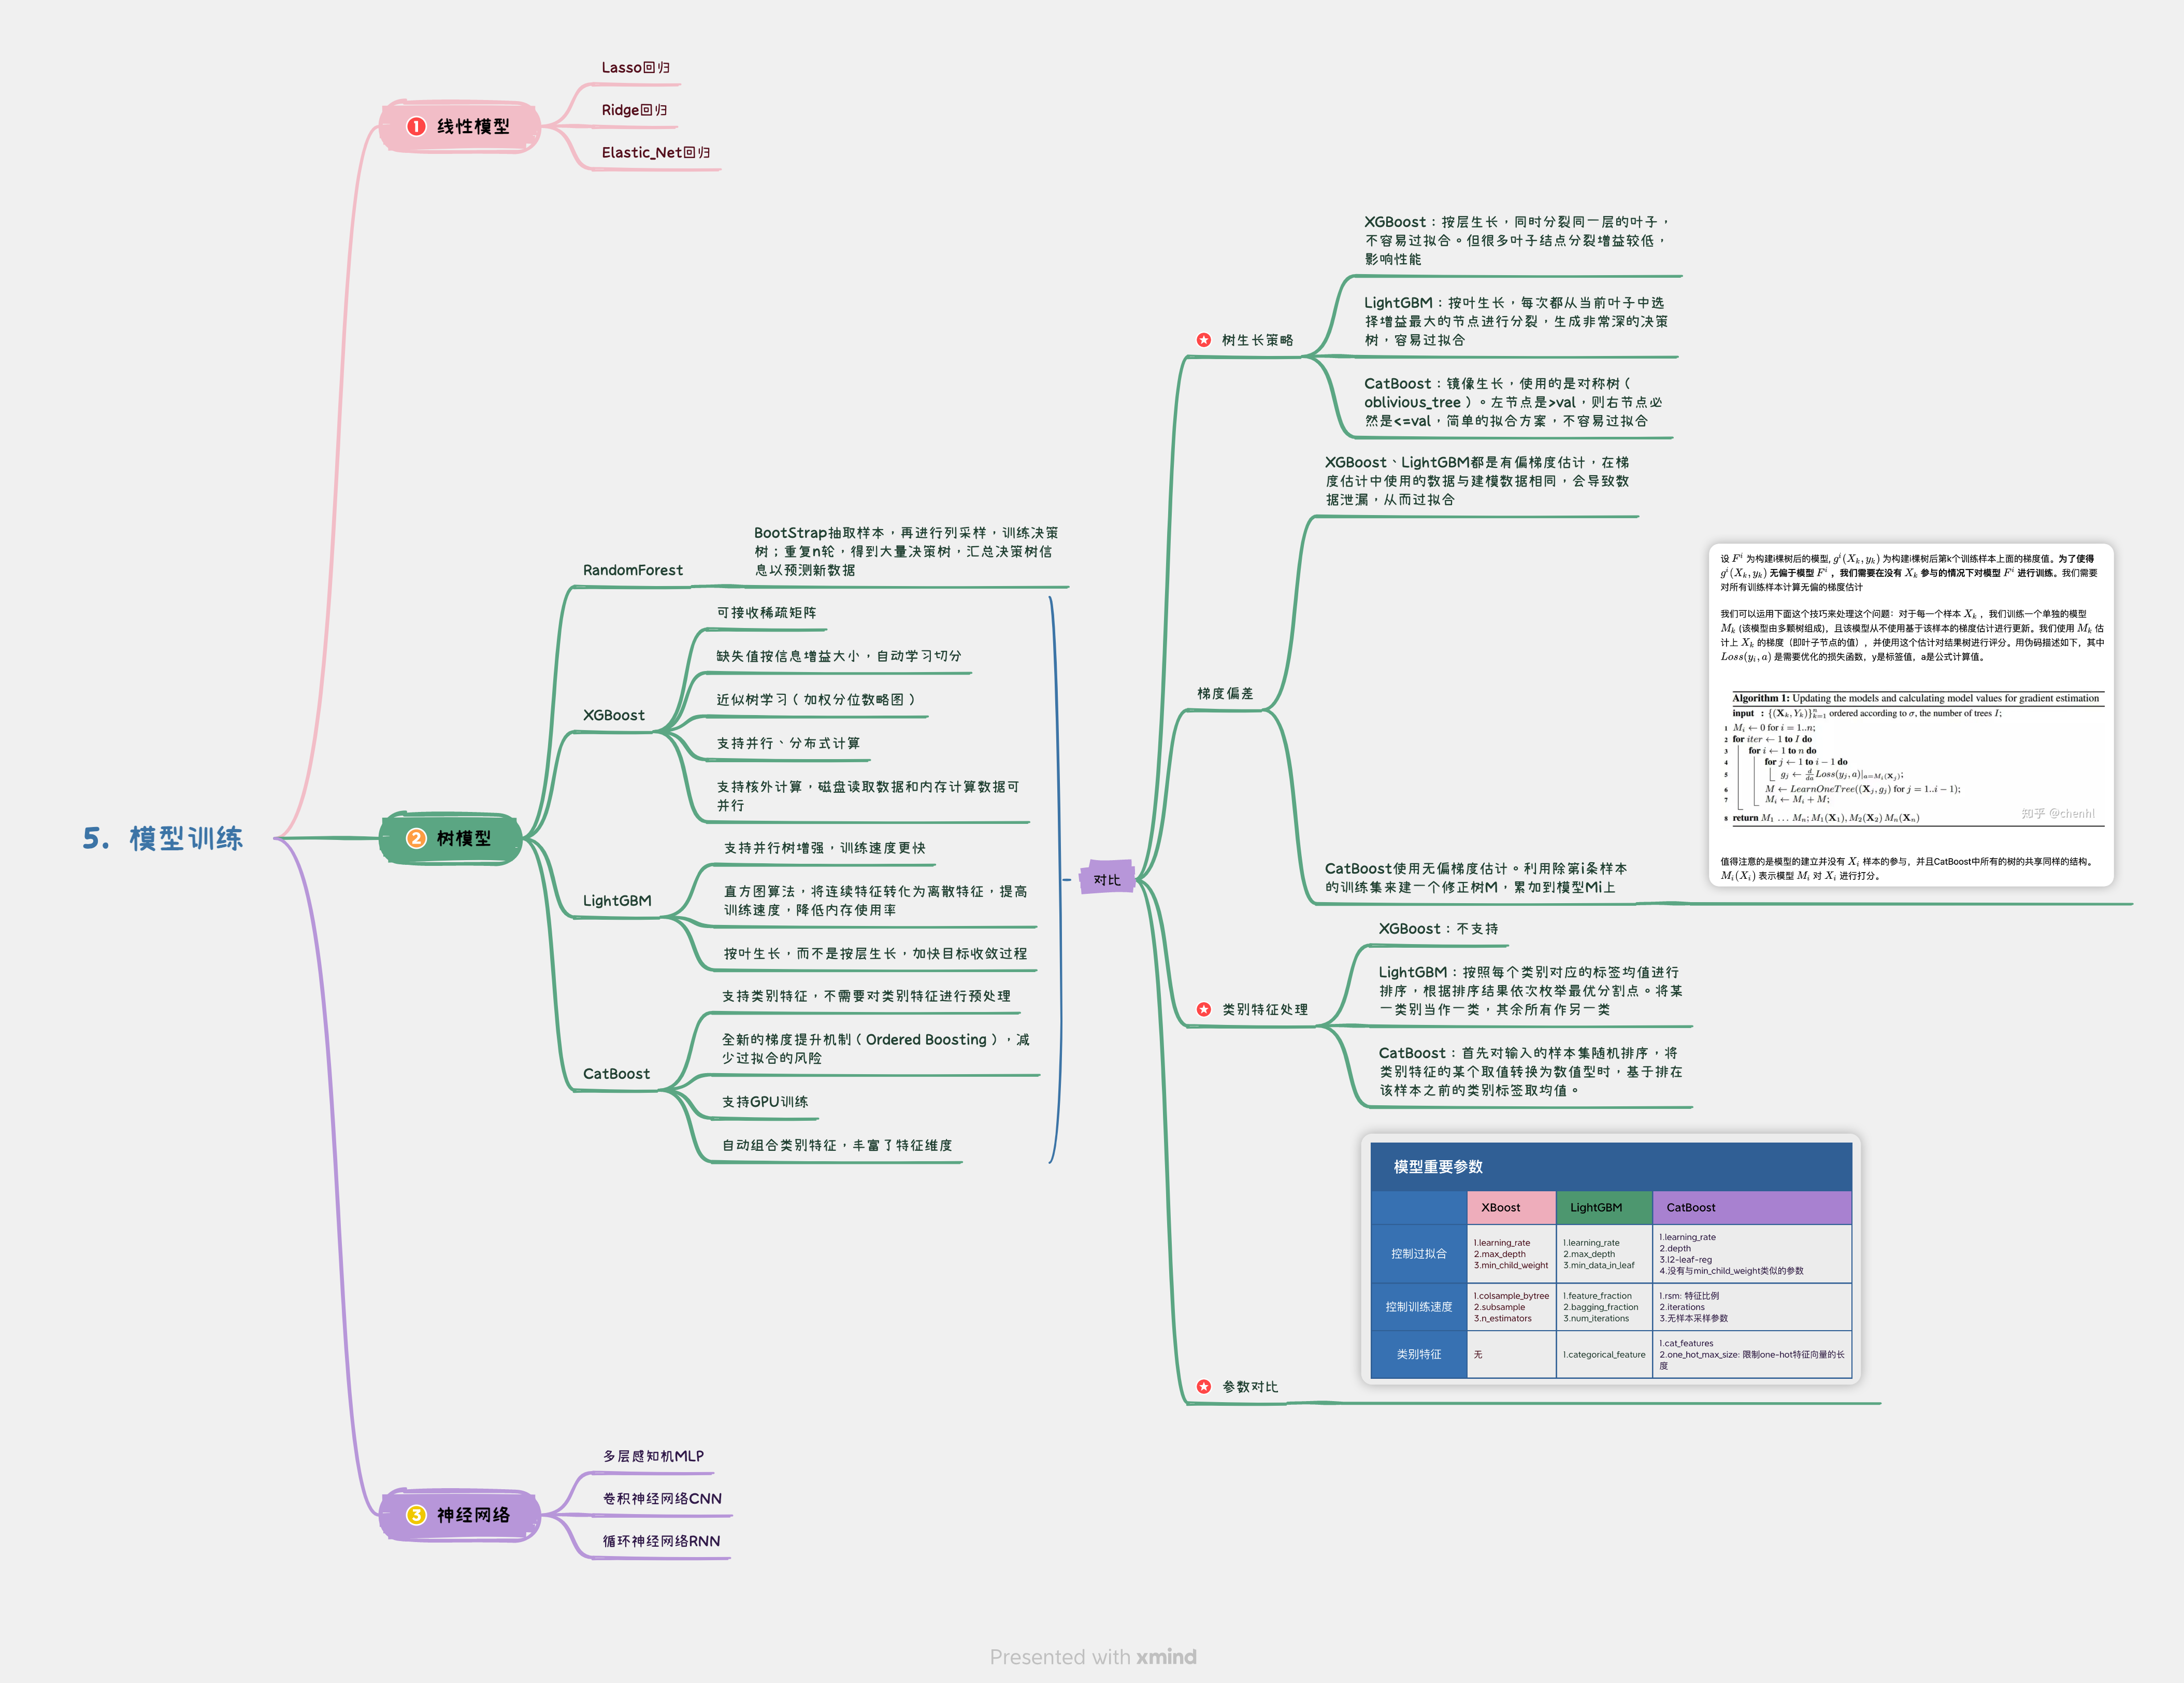 5. 模型训练
1 线性模型
Lasso回归
Ridge回归
Elastic_Net回归
2 树模型
RandomForest
BootStrap抽取样本，再进行列采样，训练决策
树；重复n轮，得到大量决策树，汇总决策树信
息以预测新数据
XGBoost
可接收稀疏矩阵
缺失值按信息增益大小，自动学习切分
近似树学习（加权分位数略图）
支持并行、分布式计算
支持核外计算，磁盘读取数据和内存计算数据可
并行
LightGBM
支持并行树增强，训练速度更快
直方图算法，将连续特征转化为离散特征，提高
训练速度，降低内存使用率
按叶生长，而不是按层生长，加快目标收敛过程
CatBoost
支持类别特征，不需要对类别特征进行预处理
全新的梯度提升机制（Ordered Boosting），减
少过拟合的风险
支持GPU训练
自动组合类别特征，丰富了特征维度
对比
树生长策略
XGBoost：按层生长，同时分裂同一层的叶子，
不容易过拟合。但很多叶子结点分裂增益较低，
影响性能
LightGBM：按叶生长，每次都从当前叶子中选
择增益最大的节点进行分裂，生成非常深的决策
树，容易过拟合
CatBoost：镜像生长，使用的是对称树（
oblivious_tree）。左节点是>val，则右节点必
然是<=val，简单的拟合方案，不容易过拟合
梯度偏差
XGBoost、LightGBM都是有偏梯度估计，在梯
度估计中使用的数据与建模数据相同，会导致数
据泄漏，从而过拟合
CatBoost使用无偏梯度估计。利用除第i条样本
的训练集来建一个修正树M，累加到模型Mi上
设 F^i 为构建i棵树后的模型, g^i(X_k, y_k) 为构建i棵树后第k个训练样本上面的梯度值。为了使得
g^i(X_k, y_k) 无偏于模型 F^i ，我们需要在没有 X_k 参与的情况下对模型 F^i 进行训练。我们需要
对所有训练样本计算无偏的梯度估计
我们可以运用下面这个技巧来处理这个问题：对于每一个样本 X_k ，我们训练一个单独的模型
M_k (该模型由多颗树组成)，且该模型从不使用基于该样本的梯度估计进行更新。我们使用 M_k 估
计上 X_k 的梯度（即叶子节点的值），并使用这个估计对结果树进行评分。用伪码描述如下，其中
Loss(y_i, a) 是需要优化的损失函数，y是标签值，a是公式计算值。
Algorithm 1: Updating the models and calculating model values for gradient estimation
input : {(X_k, Y_k)}_{k=1}^n ordered according to σ, the number of trees I;
1 M_i ← 0 for i = 1..n;
2 for iter ← 1 to I do
3 for i ← 1 to n do
4 for j ← 1 to i − 1 do
5 g_j ← d/da Loss(y_j, a)|_{a=M_i(X_j)};
6 M ← LearnOneTree((X_j, g_j) for j = 1..i − 1);
7 M_i ← M_i + M;
8 return M_1 … M_n; M_1(X_1), M_2(X_2) M_n(X_n)
知乎 @chenhl
值得注意的是模型的建立并没有 X_i 样本的参与，并且CatBoost中所有的树的共享同样的结构。
M_i(X_i) 表示模型 M_i 对 X_i 进行打分。
类别特征处理
XGBoost：不支持
LightGBM：按照每个类别对应的标签均值进行
排序，根据排序结果依次枚举最优分割点。将某
一类别当作一类，其余所有作另一类
CatBoost：首先对输入的样本集随机排序，将
类别特征的某个取值转换为数值型时，基于排在
该样本之前的类别标签取均值。
参数对比
模型重要参数
XBoost LightGBM CatBoost
控制过拟合
1.learning_rate
2.max_depth
3.min_child_weight
1.learning_rate
2.max_depth
3.min_data_in_leaf
1.learning_rate
2.depth
3.l2-leaf-reg
4.没有与min_child_weight类似的参数
控制训练速度
1.colsample_bytree
2.subsample
3.n_estimators
1.feature_fraction
2.bagging_fraction
3.num_iterations
1.rsm: 特征比例
2.iterations
3.无样本采样参数
类别特征
无
1.categorical_feature
1.cat_features
2.one_hot_max_size: 限制one-hot特征向量的长
度
3 神经网络
多层感知机MLP
卷积神经网络CNN
循环神经网络RNN
Presented with xmind